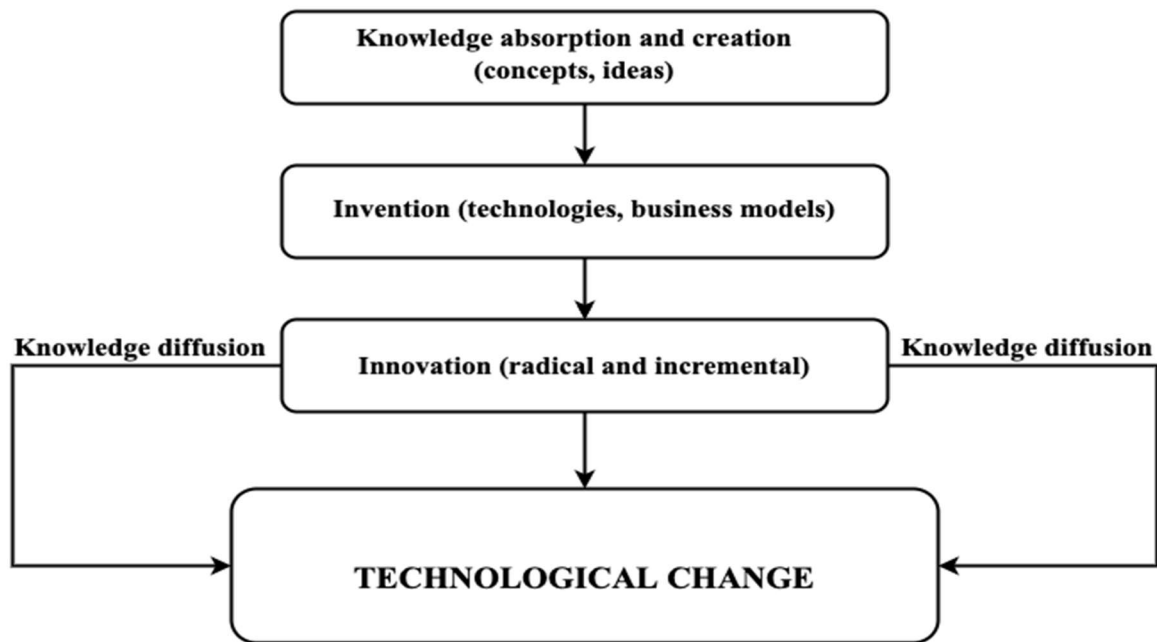 Knowledge absorption and creation
(concepts, ideas)
Invention (technologies, business models)
Knowledge diffusion
Innovation (radical and incremental)
Knowledge diffusion
TECHNOLOGICAL CHANGE